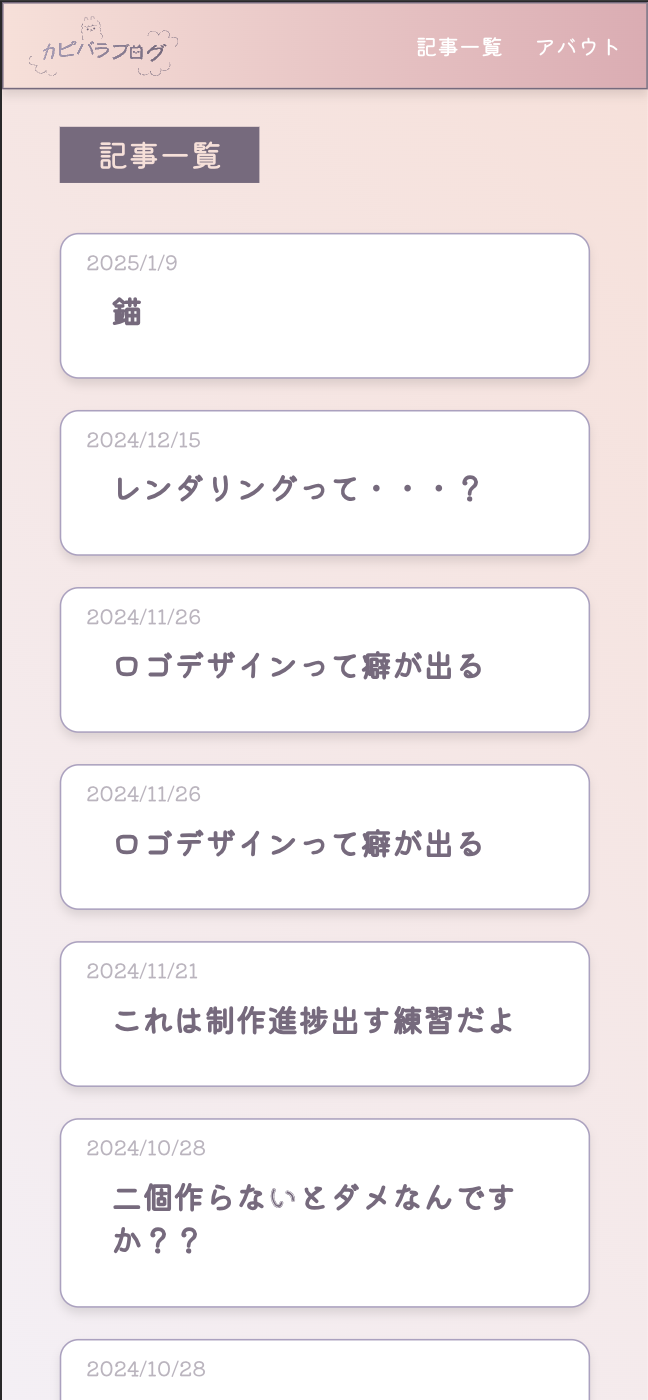 カピバラブログ
記事一覧 アバウト
記事一覧
2025/1/9
錨
2024/12/15
レンダリングって・・・？
2024/11/26
ロゴデザインって癖が出る
2024/11/26
ロゴデザインって癖が出る
2024/11/21
これは制作進捗出す練習だよ
2024/10/28
二個作らないとダメなんです
か？？
2024/10/28